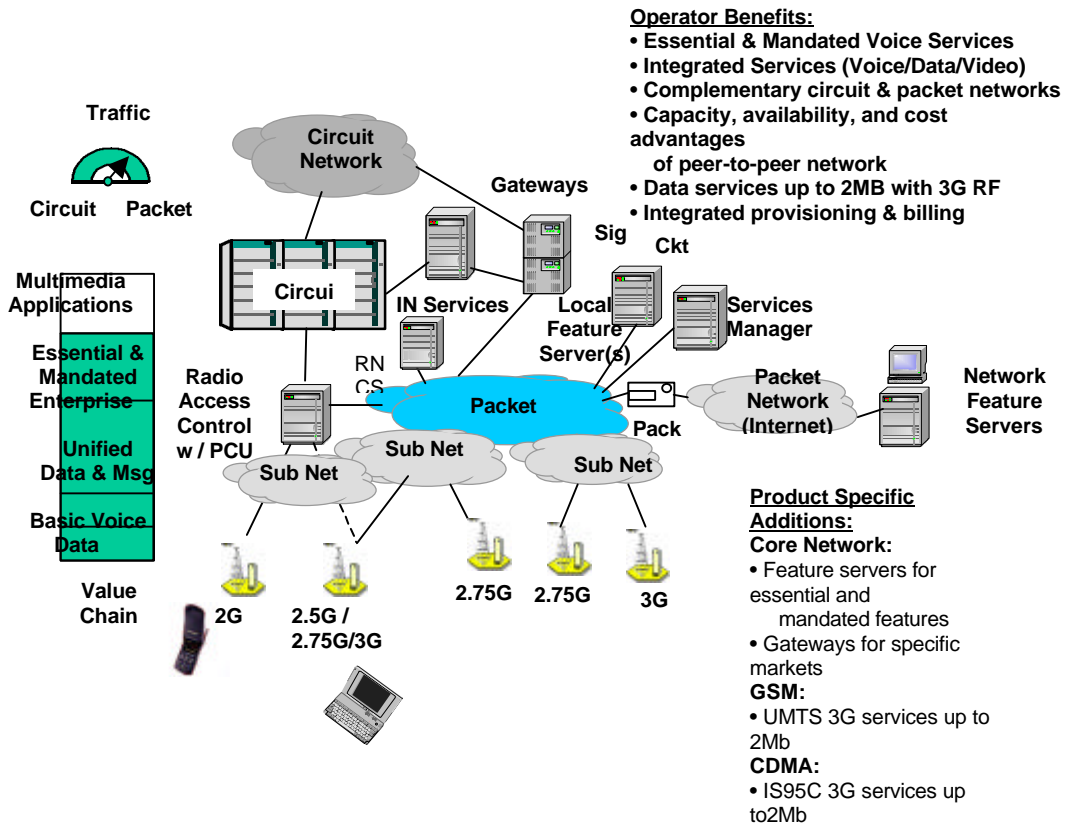 Operator Benefits:
• Essential & Mandated Voice Services
• Integrated Services (Voice/Data/Video)
• Complementary circuit & packet networks
• Capacity, availability, and cost
advantages
of peer-to-peer network
• Data services up to 2MB with 3G RF
• Integrated provisioning & billing
Traffic
Circuit Packet
Circuit
Network
Gateways
Sig
Ckt
Circui
IN Services
Local
Feature
Server(s)
Services
Manager
Multimedia
Applications
Essential &
Mandated
Enterprise
Unified
Data & Msg
Basic Voice
Data
Value
Chain
Radio
Access
Control
w / PCU
RN
CS
Packet
Pack
Packet
Network
(Internet)
Network
Feature
Servers
Sub Net
Sub Net
Sub Net
2G
2.5G /
2.75G/3G
2.75G
2.75G
3G
Product Specific
Additions:
Core Network:
• Feature servers for
essential and
mandated features
• Gateways for specific
markets
GSM:
• UMTS 3G services up to
2Mb
CDMA:
• IS95C 3G services up
to2Mb